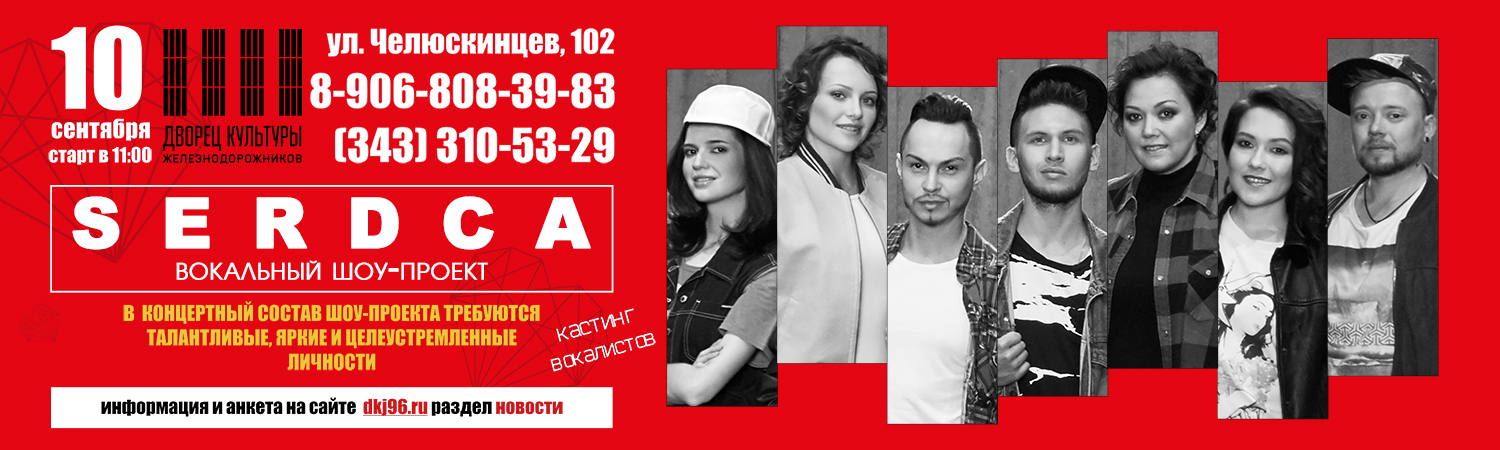 10
сентября
старт в 11:00
ДВОРЕЦ КУЛЬТУРЫ
ЖЕЛЕЗНОДОРОЖНИКОВ
ул. Челюскинцев, 102
8-906-808-39-83
(343) 310-53-29
SERDCA
ВОКАЛЬНЫЙ ШОУ-ПРОЕКТ
В КОНЦЕРТНЫЙ СОСТАВ ШОУ-ПРОЕКТА ТРЕБУЮТСЯ
ТАЛАНТЛИВЫЕ, ЯРКИЕ И ЦЕЛЕУСТРЕМЛЕННЫЕ
ЛИЧНОСТИ
кастинг
вокалистов
информация и анкета на сайте dkj96.ru раздел новости